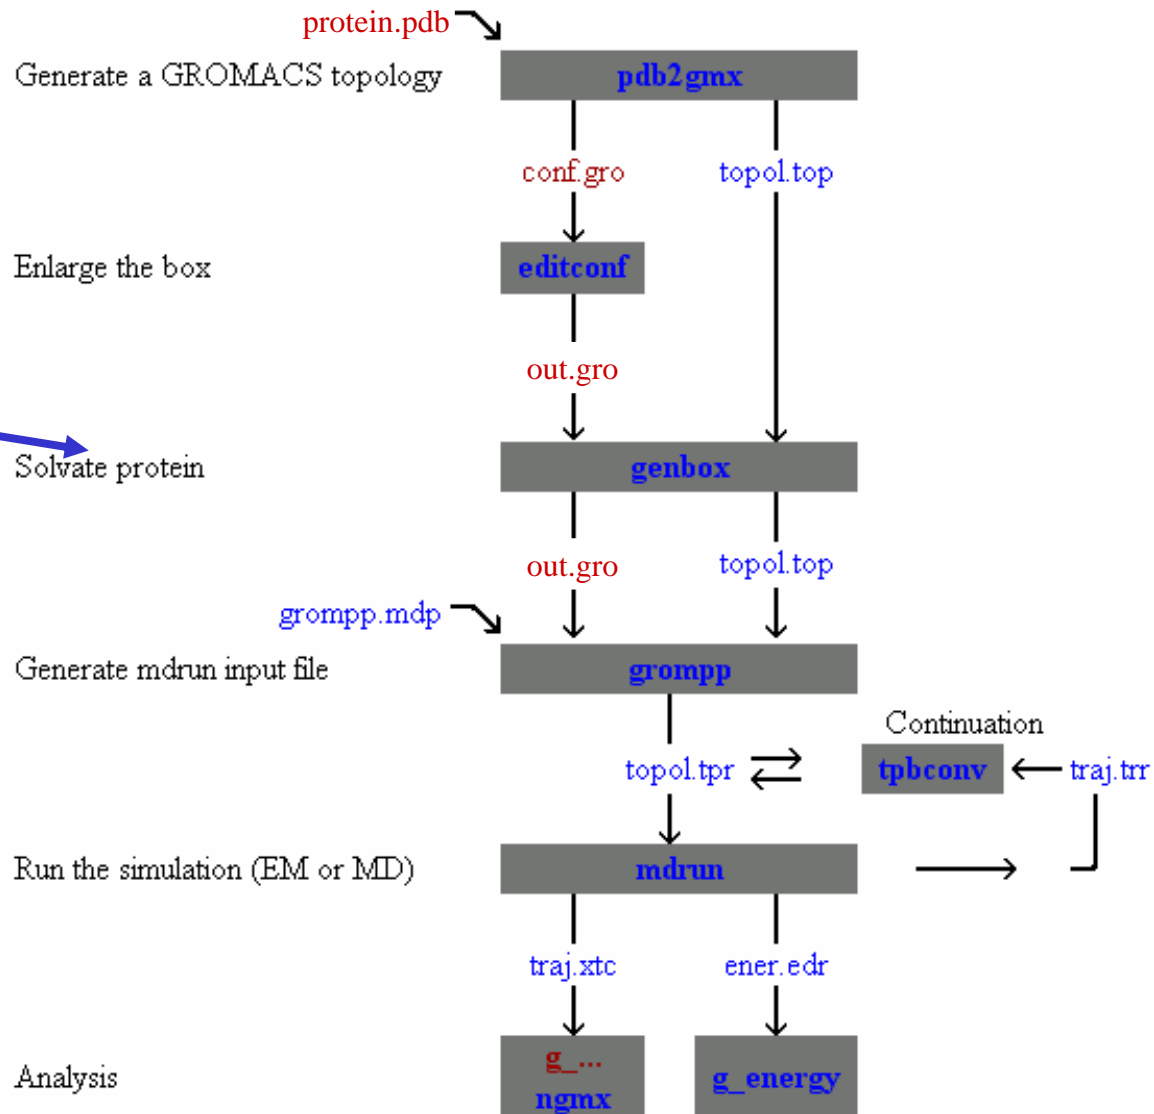 protein.pdb
Generate a GROMACS topology
pdb2gmx
conf.gro
topol.top
Enlarge the box
editconf
out.gro
Solvate protein
genbox
out.gro
topol.top
grompp.mdp
Generate mdrun input file
grompp
Continuation
topol.tpr
tpbconv
traj.trr
Run the simulation (EM or MD)
mdrun
traj.xtc
ener.edr
Analysis
g_...
ngmx
g_energy